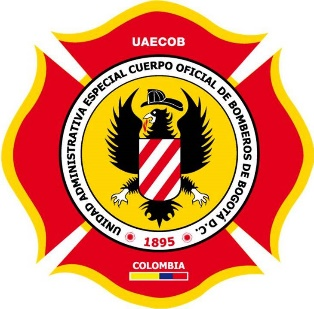 UAECOB
UNIDAD ADMINISTRATIVA ESPECIAL CUERPO OFICIAL DE BOMBEROS DE BOGOTÁ D.C.
1895
COLOMBIA